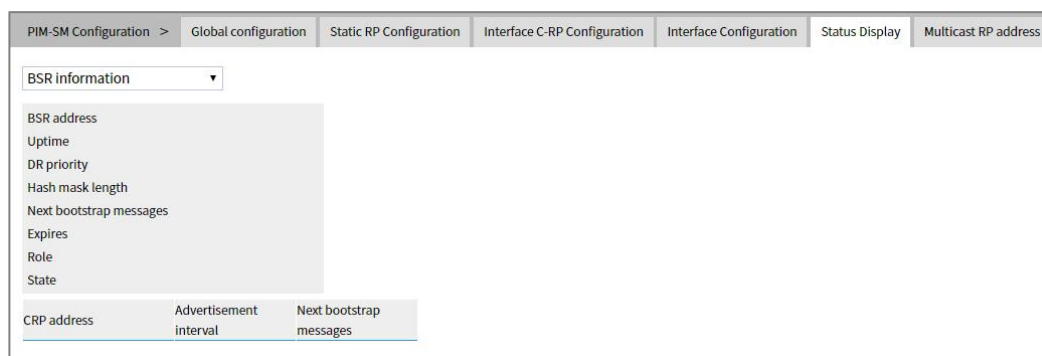 PIM-SM Configuration > Global configuration Static RP Configuration Interface C-RP Configuration Interface Configuration Status Display Multicast RP address
BSR information
BSR address
Uptime
DR priority
Hash mask length
Next bootstrap messages
Expires
Role
State
CRP address Advertisement interval Next bootstrap messages